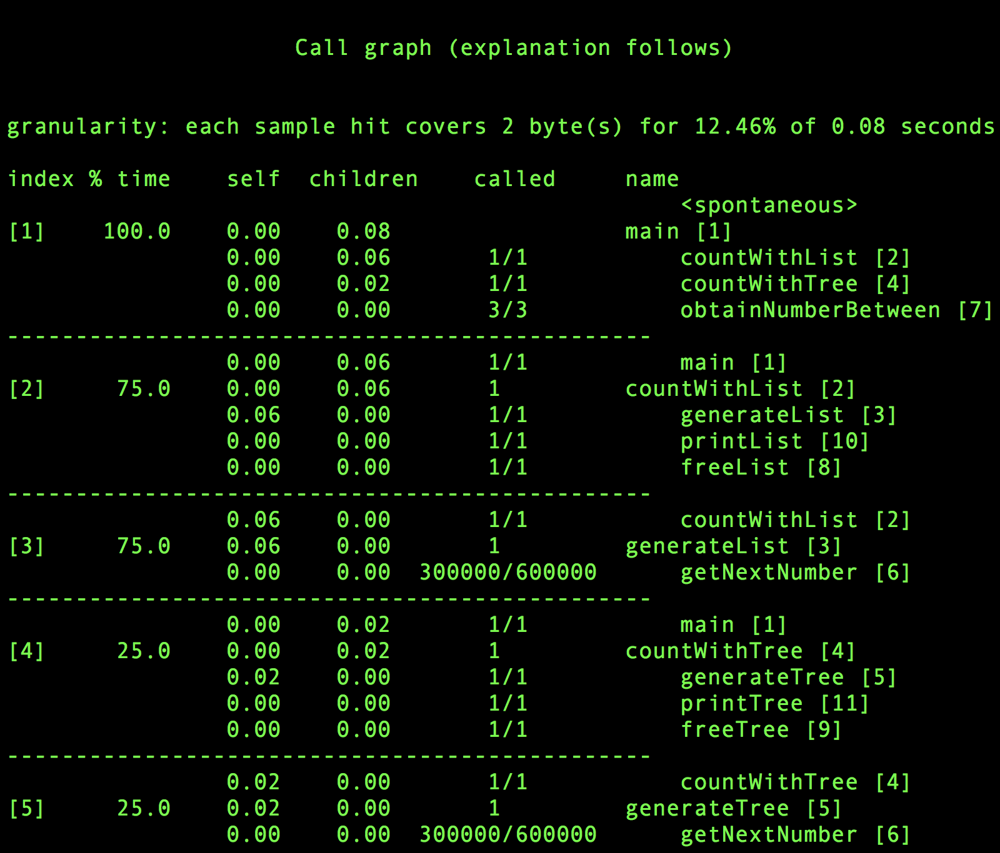 Call graph (explanation follows)
granularity: each sample hit covers 2 byte(s) for 12.46% of 0.08 seconds
index % time    self  children    called     name
                                                 <spontaneous>
[1]    100.0    0.00    0.08                 main [1]
                0.00    0.06       1/1           countWithList [2]
                0.00    0.02       1/1           countWithTree [4]
                0.00    0.00       3/3           obtainNumberBetween [7]
-----------------------------------------------
                0.00    0.06       1/1           main [1]
[2]     75.0    0.00    0.06       1         countWithList [2]
                0.06    0.00       1/1           generateList [3]
                0.00    0.00       1/1           printList [10]
                0.00    0.00       1/1           freeList [8]
-----------------------------------------------
                0.06    0.00       1/1           countWithList [2]
[3]     75.0    0.06    0.00       1         generateList [3]
                0.00    0.00  300000/600000      getNextNumber [6]
-----------------------------------------------
                0.00    0.02       1/1           main [1]
[4]     25.0    0.00    0.02       1         countWithTree [4]
                0.02    0.00       1/1           generateTree [5]
                0.00    0.00       1/1           printTree [11]
                0.00    0.00       1/1           freeTree [9]
-----------------------------------------------
                0.02    0.00       1/1           countWithTree [4]
[5]     25.0    0.02    0.00       1         generateTree [5]
                0.00    0.00  300000/600000      getNextNumber [6]